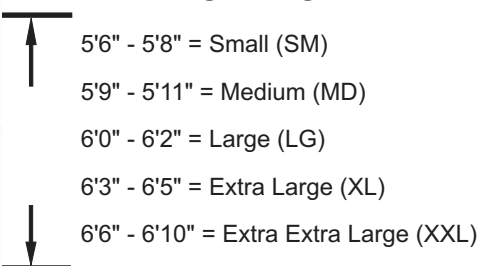 5'6" - 5'8" = Small (SM)
5'9" - 5'11" = Medium (MD)
6'0" - 6'2" = Large (LG)
6'3" - 6'5" = Extra Large (XL)
6'6" - 6'10" = Extra Extra Large (XXL)